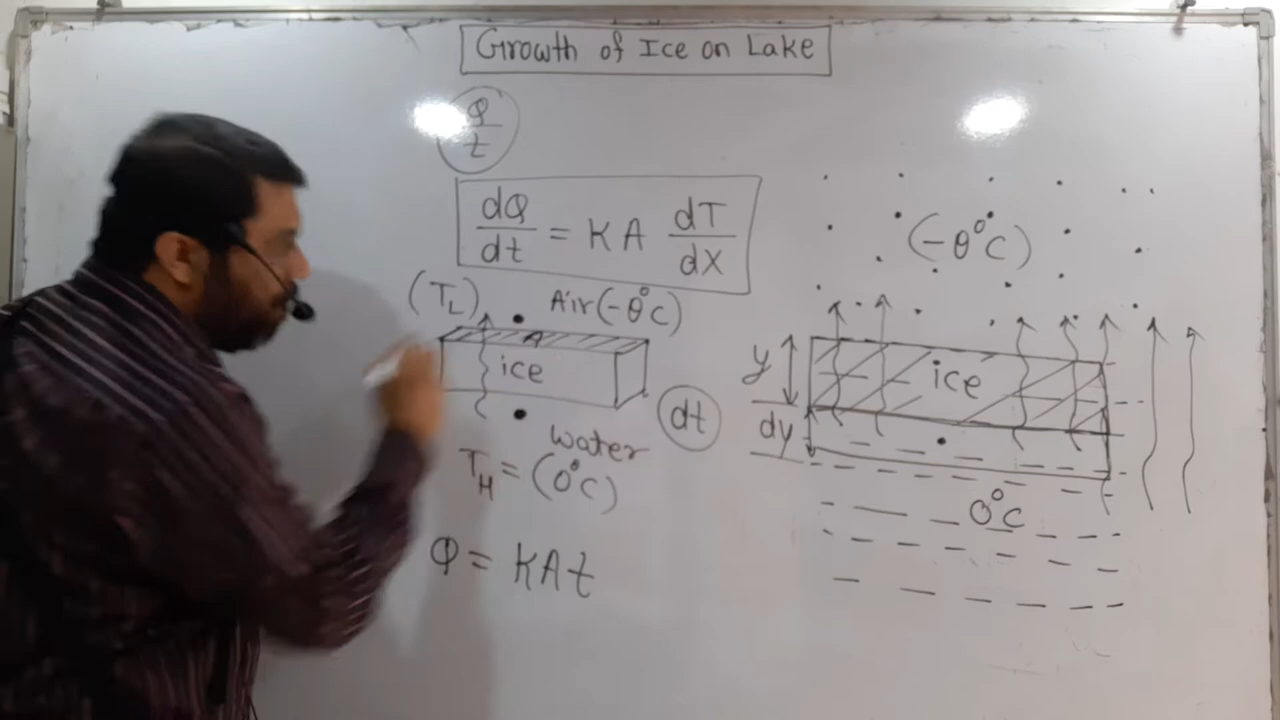 Growth of Ice on Lake
Q
t
dQ/dt = KA dT/dX
(T_L)
Air (-θ°C)
A
ice
water
T_H = (0°C)
dt
Q = KAt
(-θ°C)
y
ice
dy
0°C